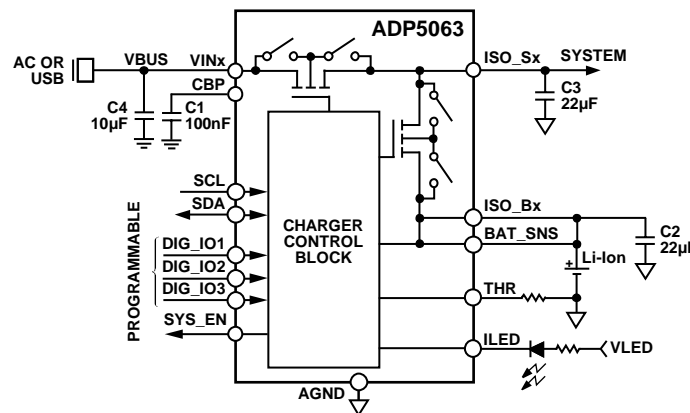 ADP5063
AC OR
USB
VBUS
VINx
CBP
C4
10µF
C1
100nF
ISO_Sx
SYSTEM
C3
22µF
SCL
SDA
PROGRAMMABLE
DIG_IO1
DIG_IO2
DIG_IO3
SYS_EN
CHARGER
CONTROL
BLOCK
ISO_Bx
BAT_SNS
C2
22µ
+
Li-Ion
THR
ILED
VLED
AGND